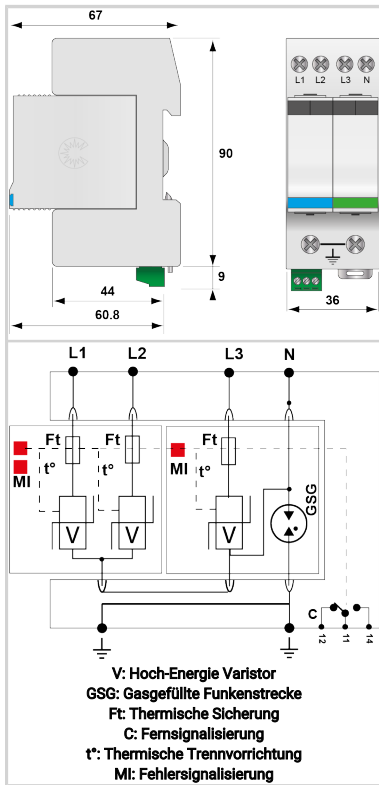 67
L1 L2 L3 N
90
9
44
60.8
36
L1 L2 L3 N
Ft Ft Ft
t° t° t°
MI MI
GSG
V V V
C
12 11 14
V: Hoch-Energie Varistor
GSG: Gasgefüllte Funkenstrecke
Ft: Thermische Sicherung
C: Fernsignalisierung
t°: Thermische Trennvorrichtung
MI: Fehlersignalisierung